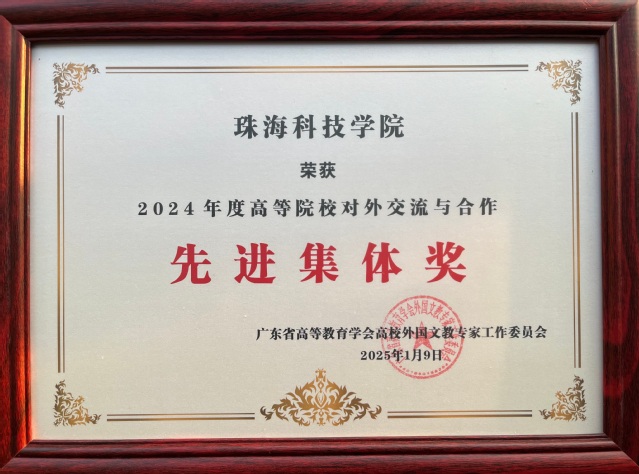 珠海科技学院
荣获
2024年度高等院校对外交流与合作
先进集体奖
广东省高等教育学会高校外国文教专家工作委员会
2025年1月9日